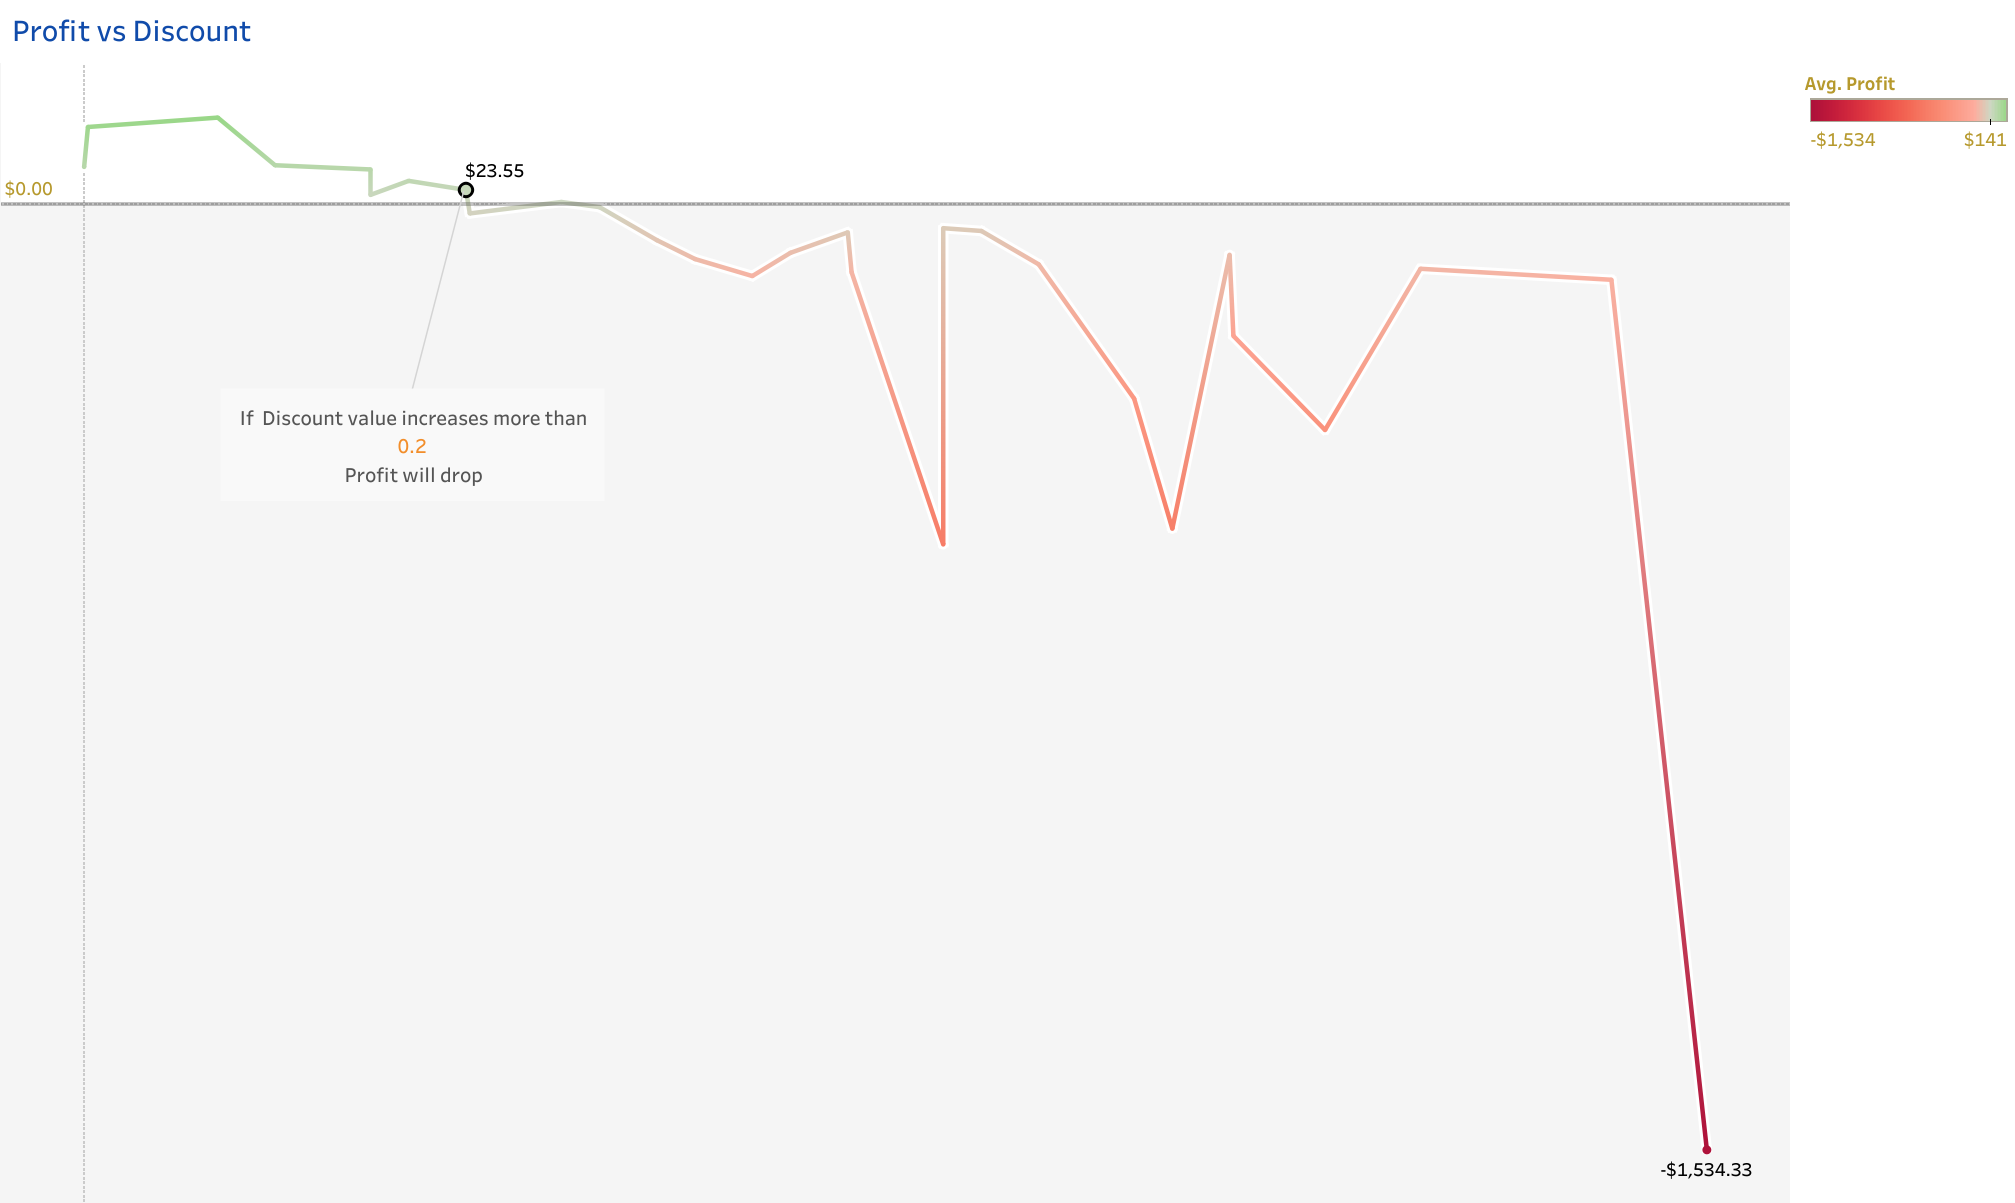 Profit vs Discount
Avg. Profit
-$1,534 $141
$23.55
$0.00
If  Discount value increases more than
0.2
Profit will drop
-$1,534.33